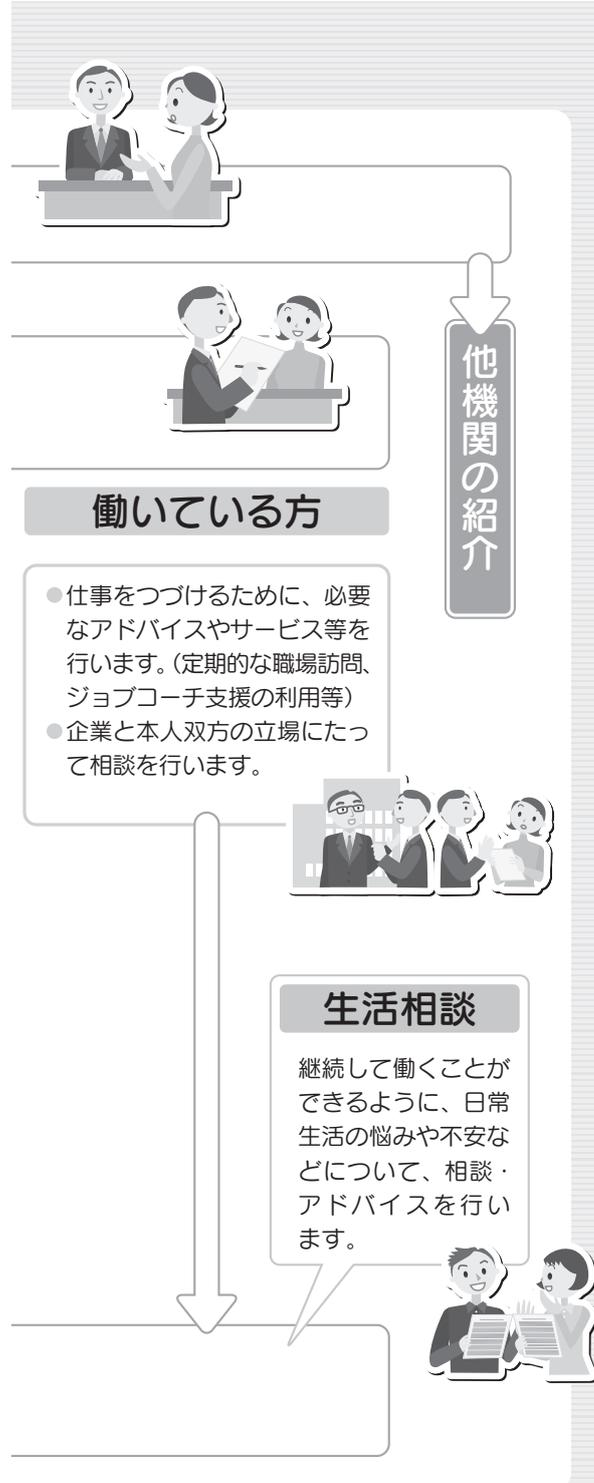 他機関の紹介
働いている方
●仕事をつづけるために、必要
なアドバイスやサービス等を
行います。（定期的な職場訪問、
ジョブコーチ支援の利用等）
●企業と本人双方の立場にたっ
て相談を行います。
生活相談
継続して働くことが
できるように、日常
生活の悩みや不安な
どについて、相談・
アドバイスを行い
ます。